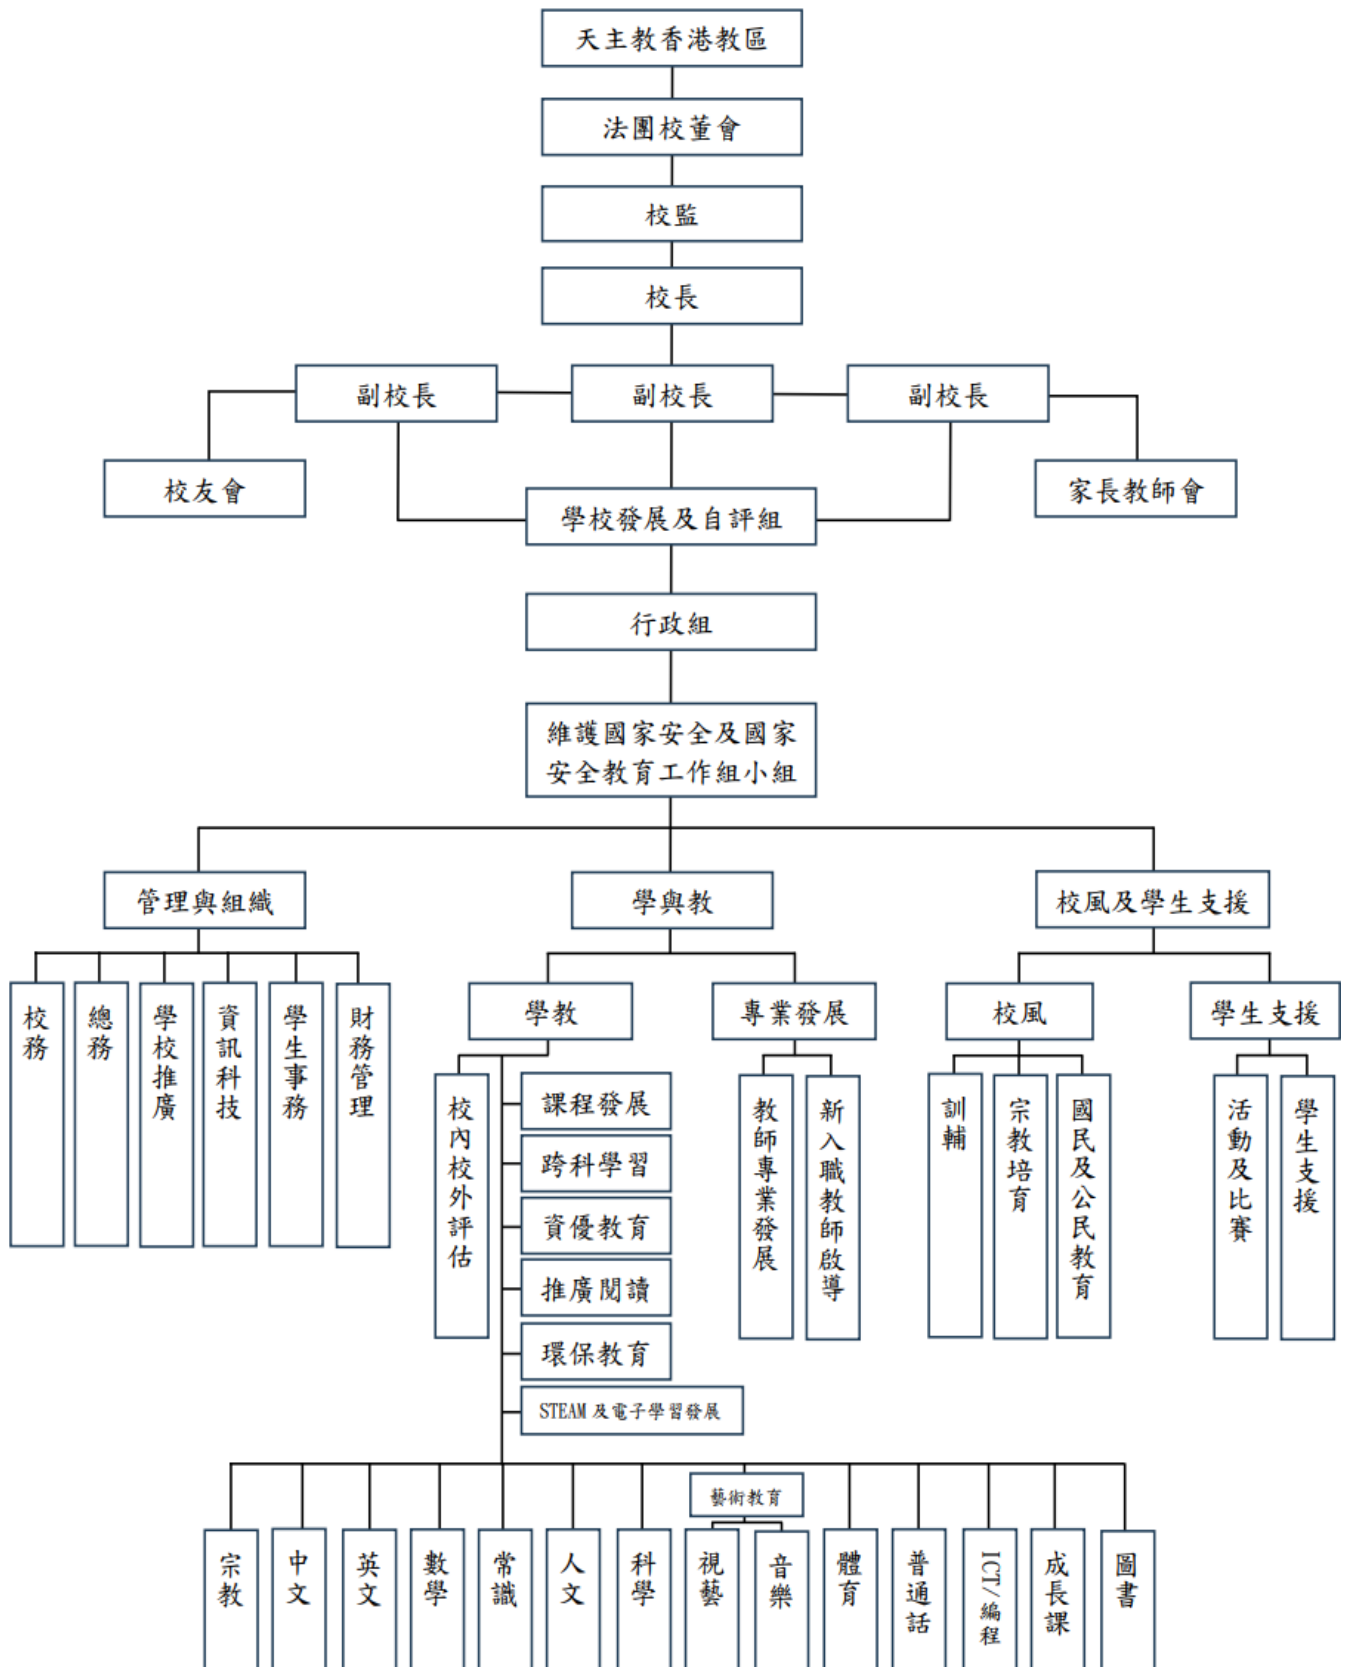 天主教香港教區
法團校董會
校監
校長
副校長
副校長
副校長
校友會
家長教師會
學校發展及自評組
行政組
維護國家安全及國家
安全教育工作組小組
管理與組織
學與教
校風及學生支援
校務
總務
學校推廣
資訊科技
學生事務
財務管理
學教
專業發展
校風
學生支援
校內校外評估
課程發展
跨科學習
資優教育
推廣閱讀
環保教育
STEAM 及電子學習發展
教師專業發展
新入職教師啟導
訓輔
宗教培育
國民及公民教育
活動及比賽
學生支援
藝術教育
宗教
中文
英文
數學
常識
人文
科學
視藝
音樂
體育
普通話
ICT/編程
成長課
圖書